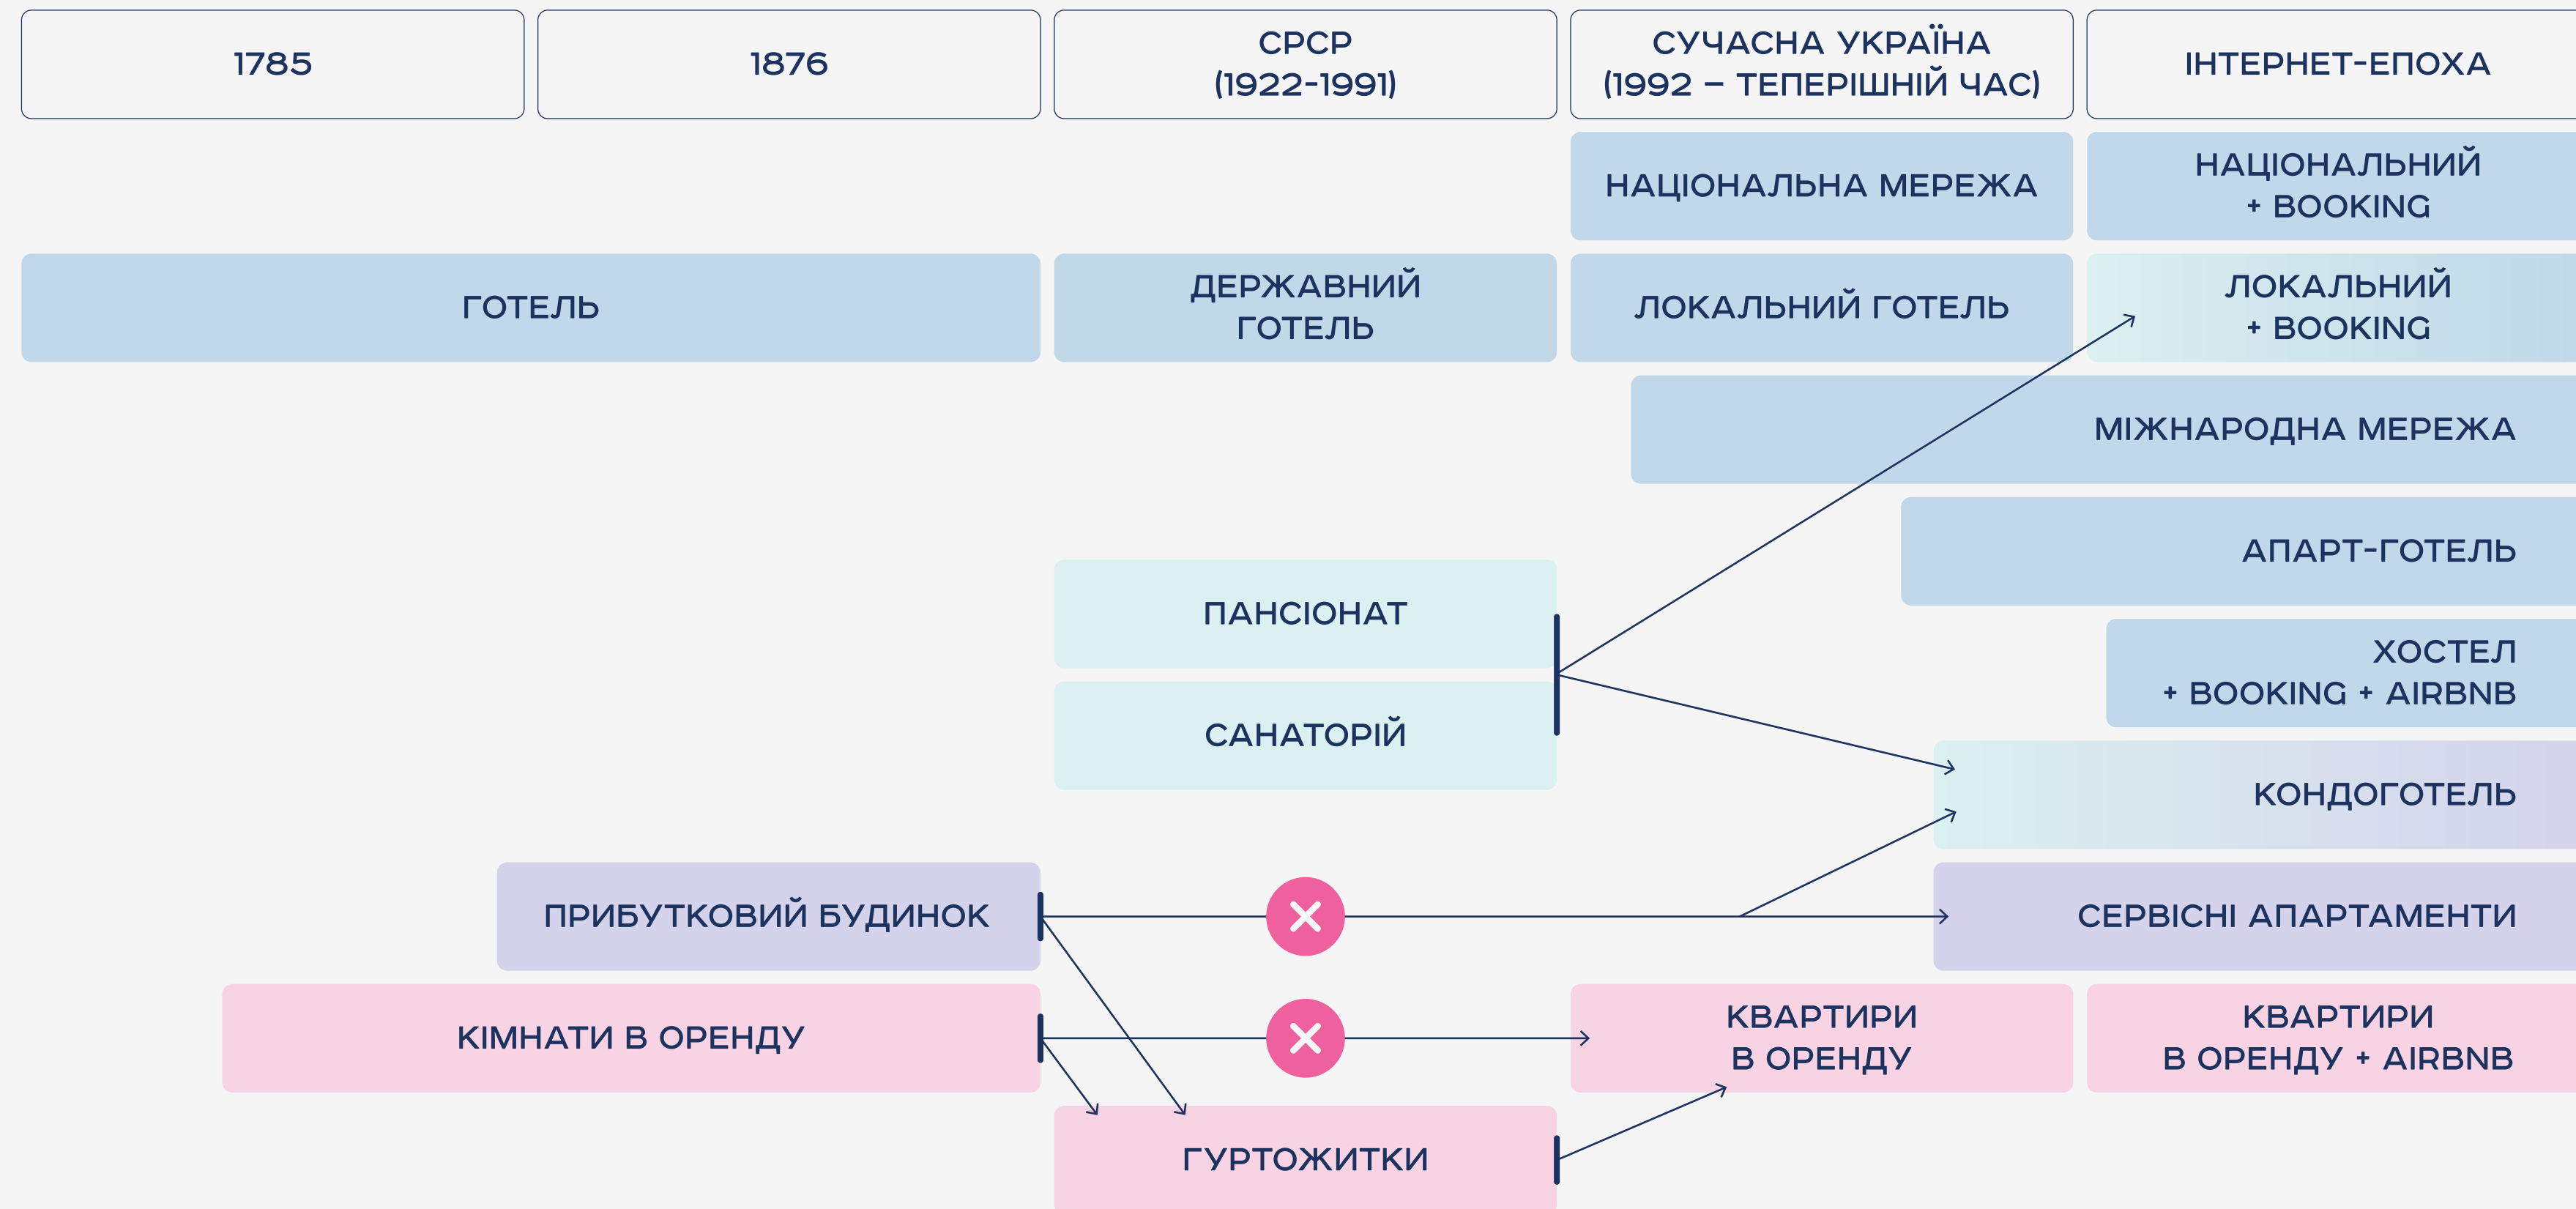 1785
1876
СРСР
(1922-1991)
СУЧАСНА УКРАЇНА
(1992 – ТЕПЕРІШНІЙ ЧАС)
ІНТЕРНЕТ-ЕПОХА
НАЦІОНАЛЬНА МЕРЕЖА
НАЦІОНАЛЬНИЙ
+ BOOKING
ГОТЕЛЬ
ДЕРЖАВНИЙ
ГОТЕЛЬ
ЛОКАЛЬНИЙ ГОТЕЛЬ
ЛОКАЛЬНИЙ
+ BOOKING
МІЖНАРОДНА МЕРЕЖА
АПАРТ-ГОТЕЛЬ
ПАНСІОНАТ
ХОСТЕЛ
+ BOOKING + AIRBNB
САНАТОРІЙ
КОНДОГОТЕЛЬ
ПРИБУТКОВИЙ БУДИНОК
СЕРВІСНІ АПАРТАМЕНТИ
КІМНАТИ В ОРЕНДУ
КВАРТИРИ
В ОРЕНДУ
КВАРТИРИ
В ОРЕНДУ + AIRBNB
ГУРТОЖИТКИ